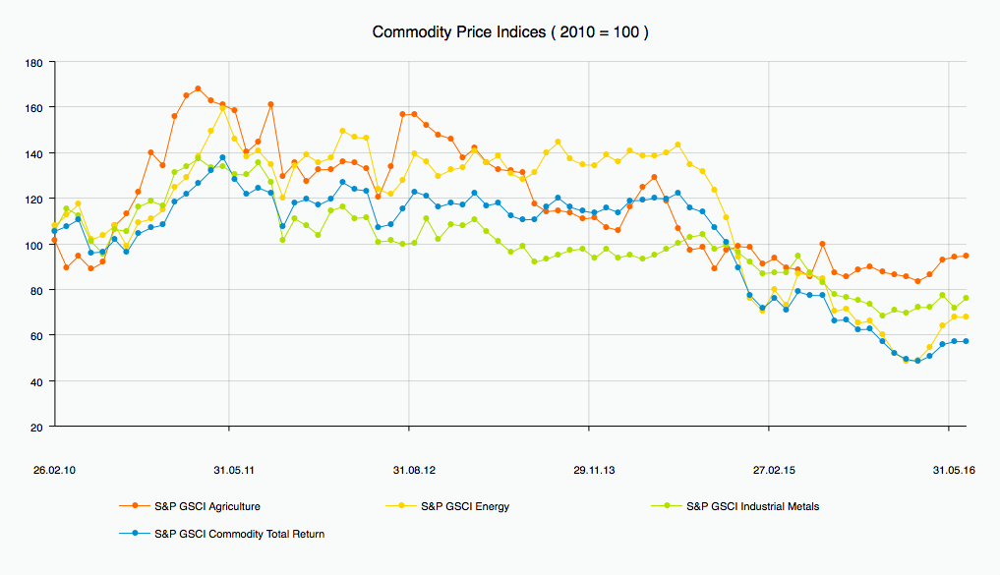 Commodity Price Indices ( 2010 = 100 )
180
160
140
120
100
80
60
40
20
26.02.10 31.05.11 31.08.12 29.11.13 27.02.15 31.05.16
S&P GSCI Agriculture S&P GSCI Energy S&P GSCI Industrial Metals
S&P GSCI Commodity Total Return